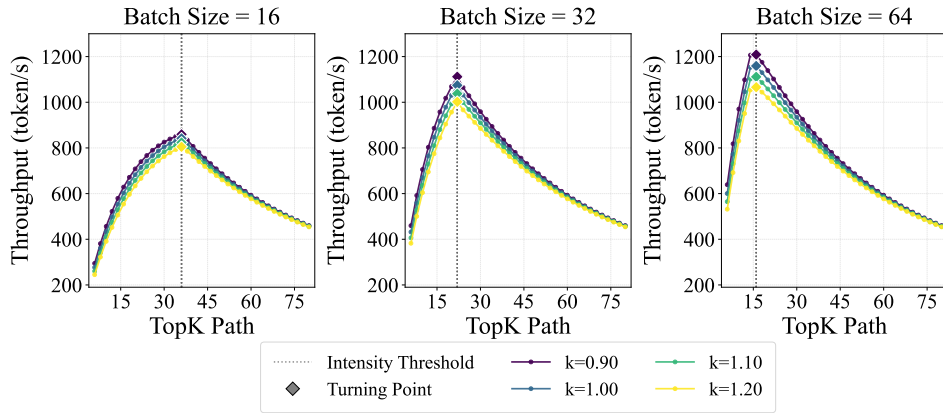 Batch Size = 16
Batch Size = 32
Batch Size = 64
Throughput (token/s)
1200
1000
800
600
400
200
15 30 45 60 75
TopK Path
Throughput (token/s)
1200
1000
800
600
400
200
15 30 45 60 75
TopK Path
Throughput (token/s)
1200
1000
800
600
400
200
15 30 45 60 75
TopK Path
Intensity Threshold
Turning Point
k=0.90
k=1.00
k=1.10
k=1.20